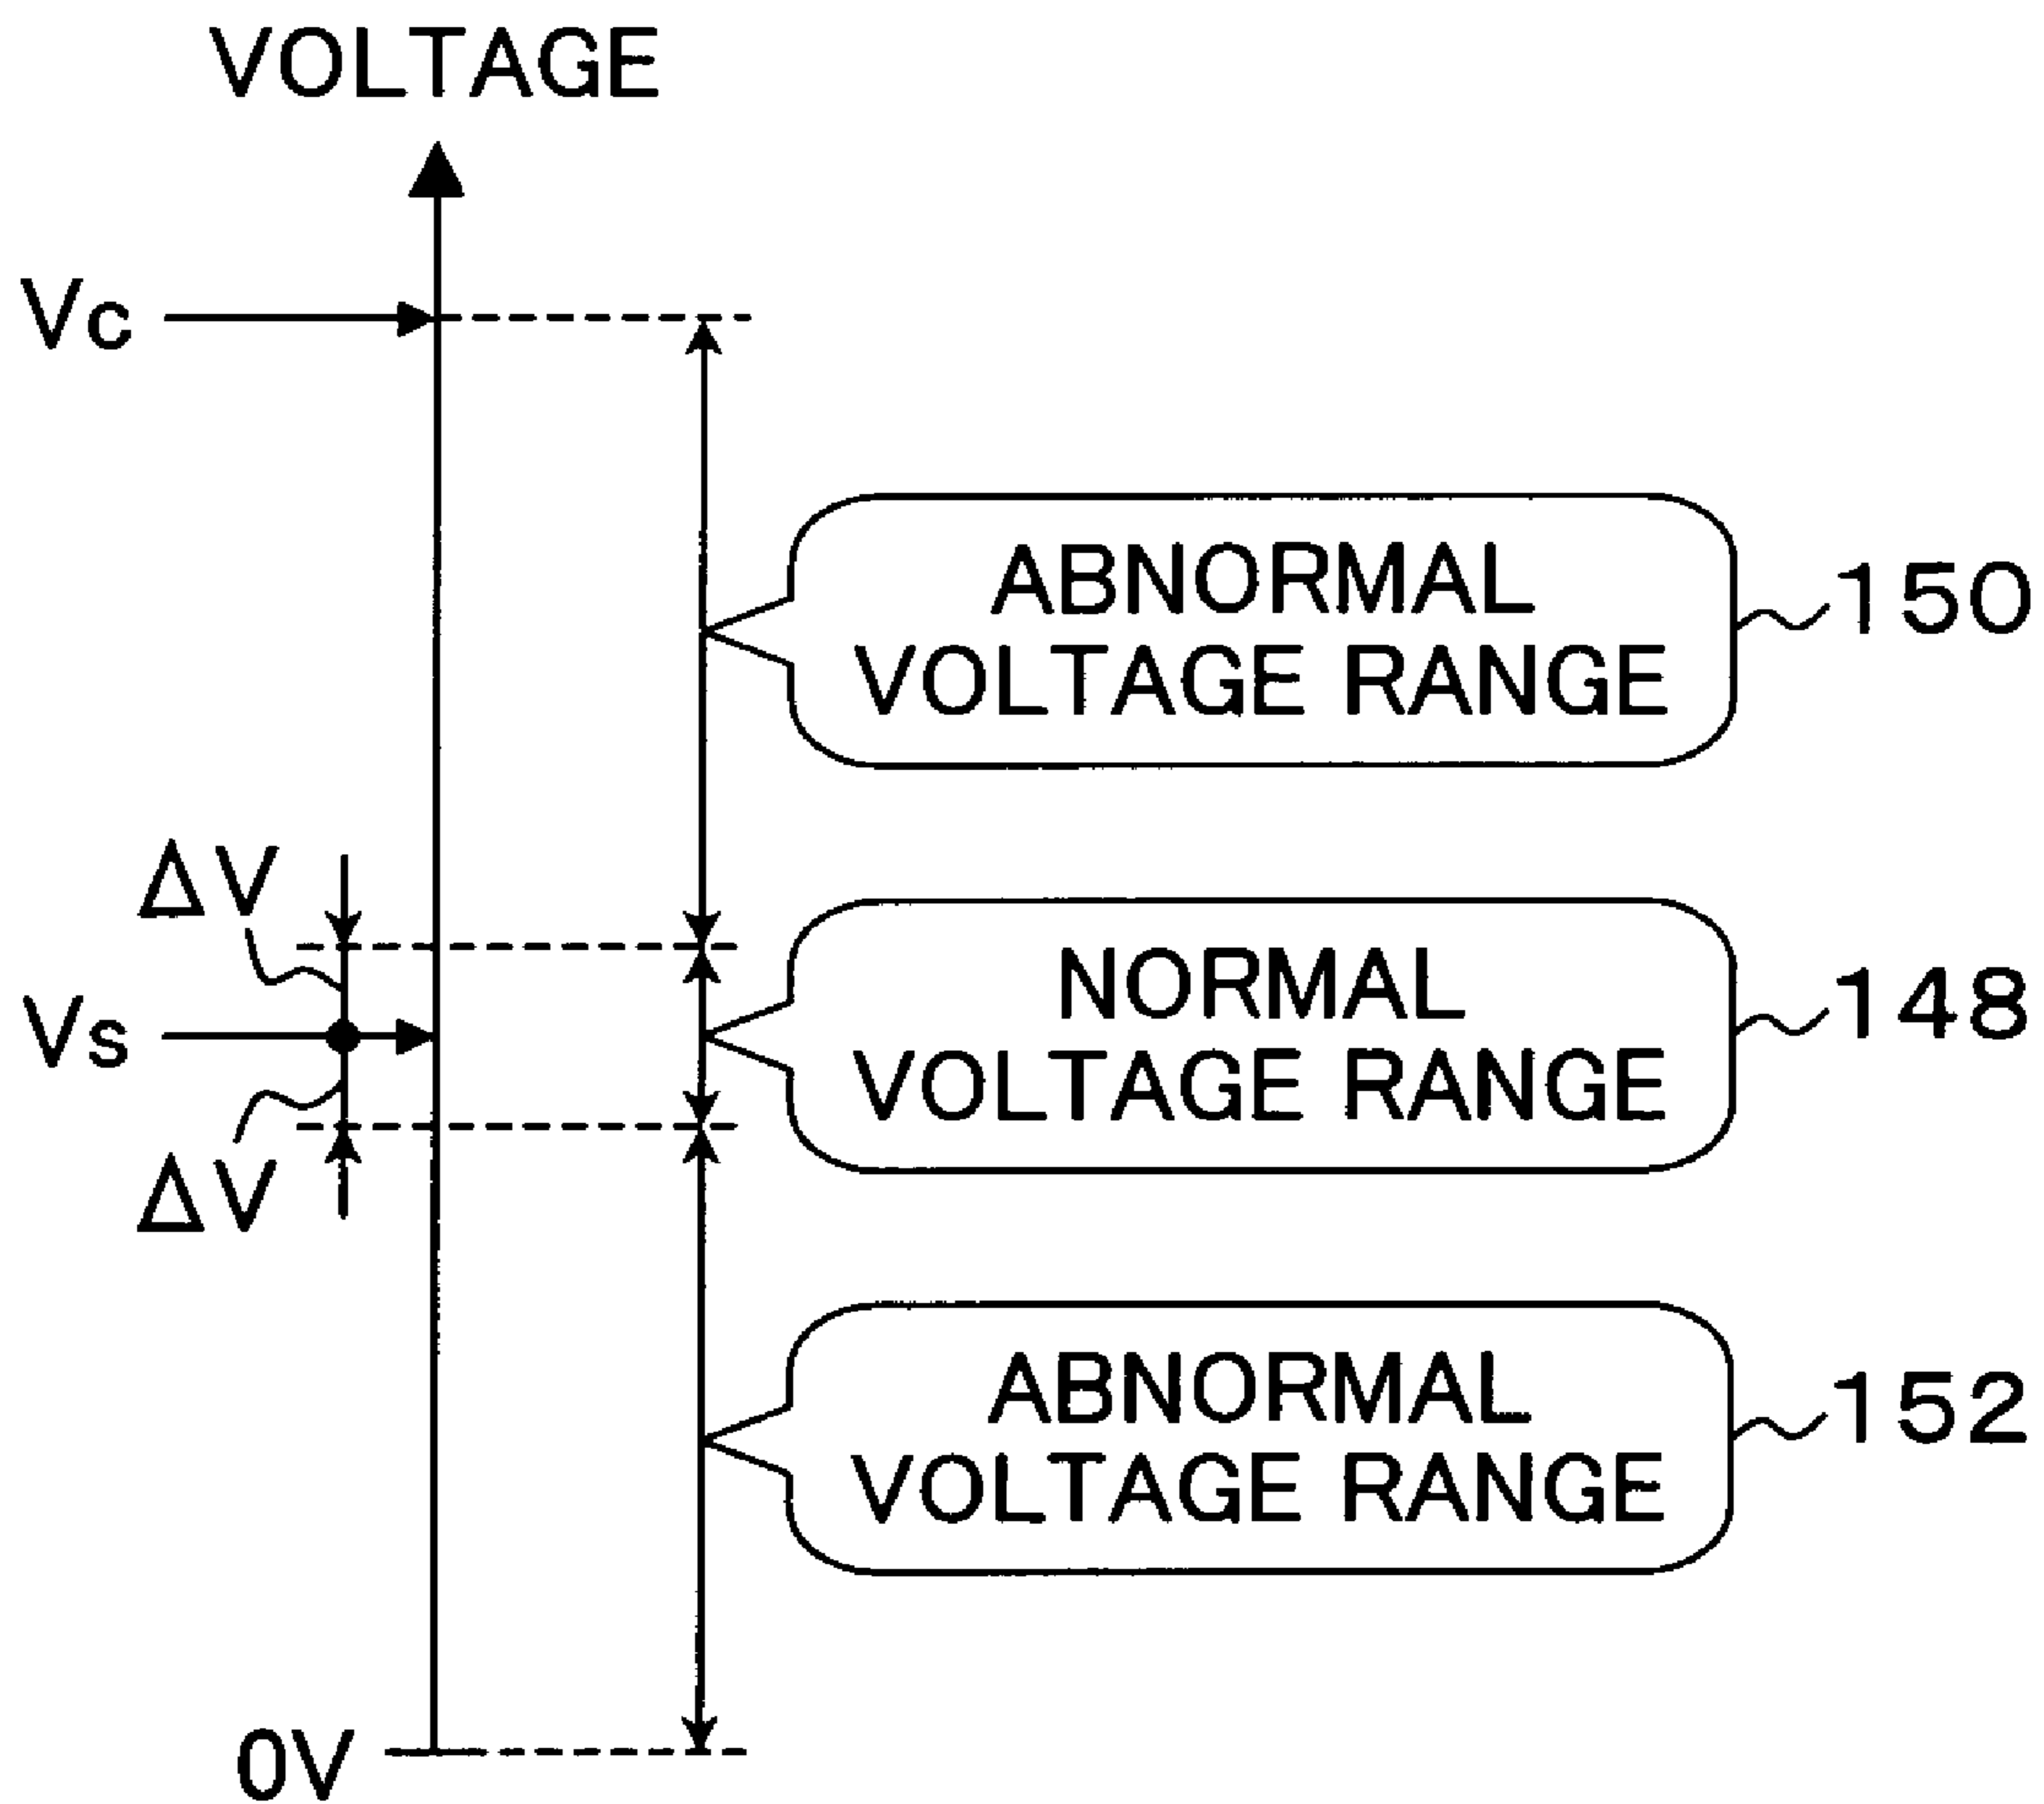 VOLTAGE
Vc
ABNORMAL
VOLTAGE RANGE
150
ΔV
Vs
ΔV
NORMAL
VOLTAGE RANGE
148
ABNORMAL
VOLTAGE RANGE
152
0V